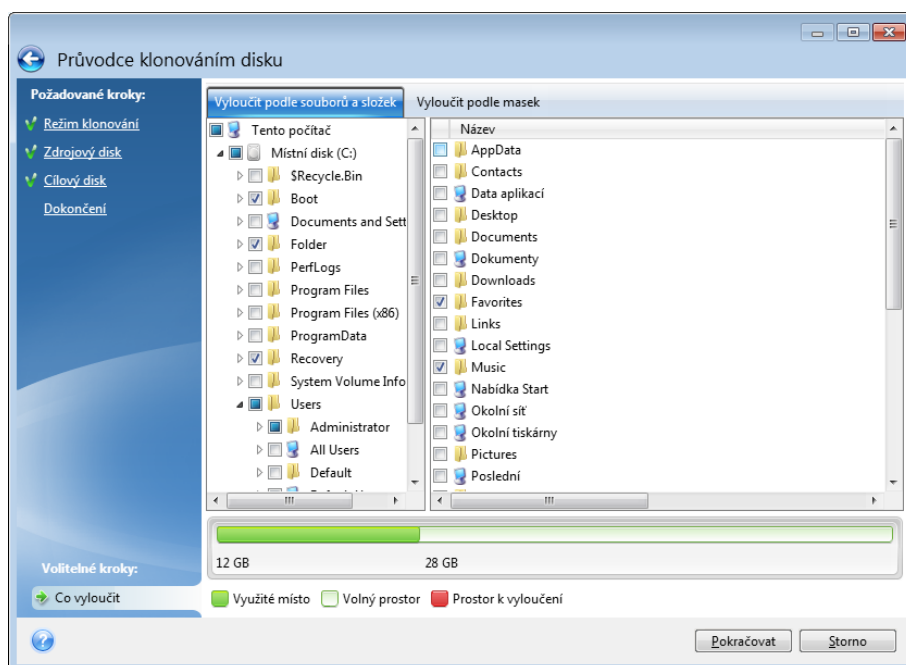 Průvodce klonováním disku
Požadované kroky:
Režim klonování
Zdrojový disk
Cílový disk
Dokončení
Volitelné kroky:
Co vyloučit
Vyloučit podle souborů a složek
Vyloučit podle masek
Tento počítač
Místní disk (C:)
$Recycle.Bin
Boot
Documents and Sett
Folder
PerfLogs
Program Files
Program Files (x86)
ProgramData
Recovery
System Volume Info
Users
Administrator
All Users
Default
Název
AppData
Contacts
Data aplikací
Desktop
Documents
Dokumenty
Downloads
Favorites
Links
Local Settings
Music
Nabídka Start
Okolní síť
Okolní tiskárny
Pictures
Poslední
12 GB
28 GB
Využité místo
Volný prostor
Prostor k vyloučení
Pokračovat
Storno